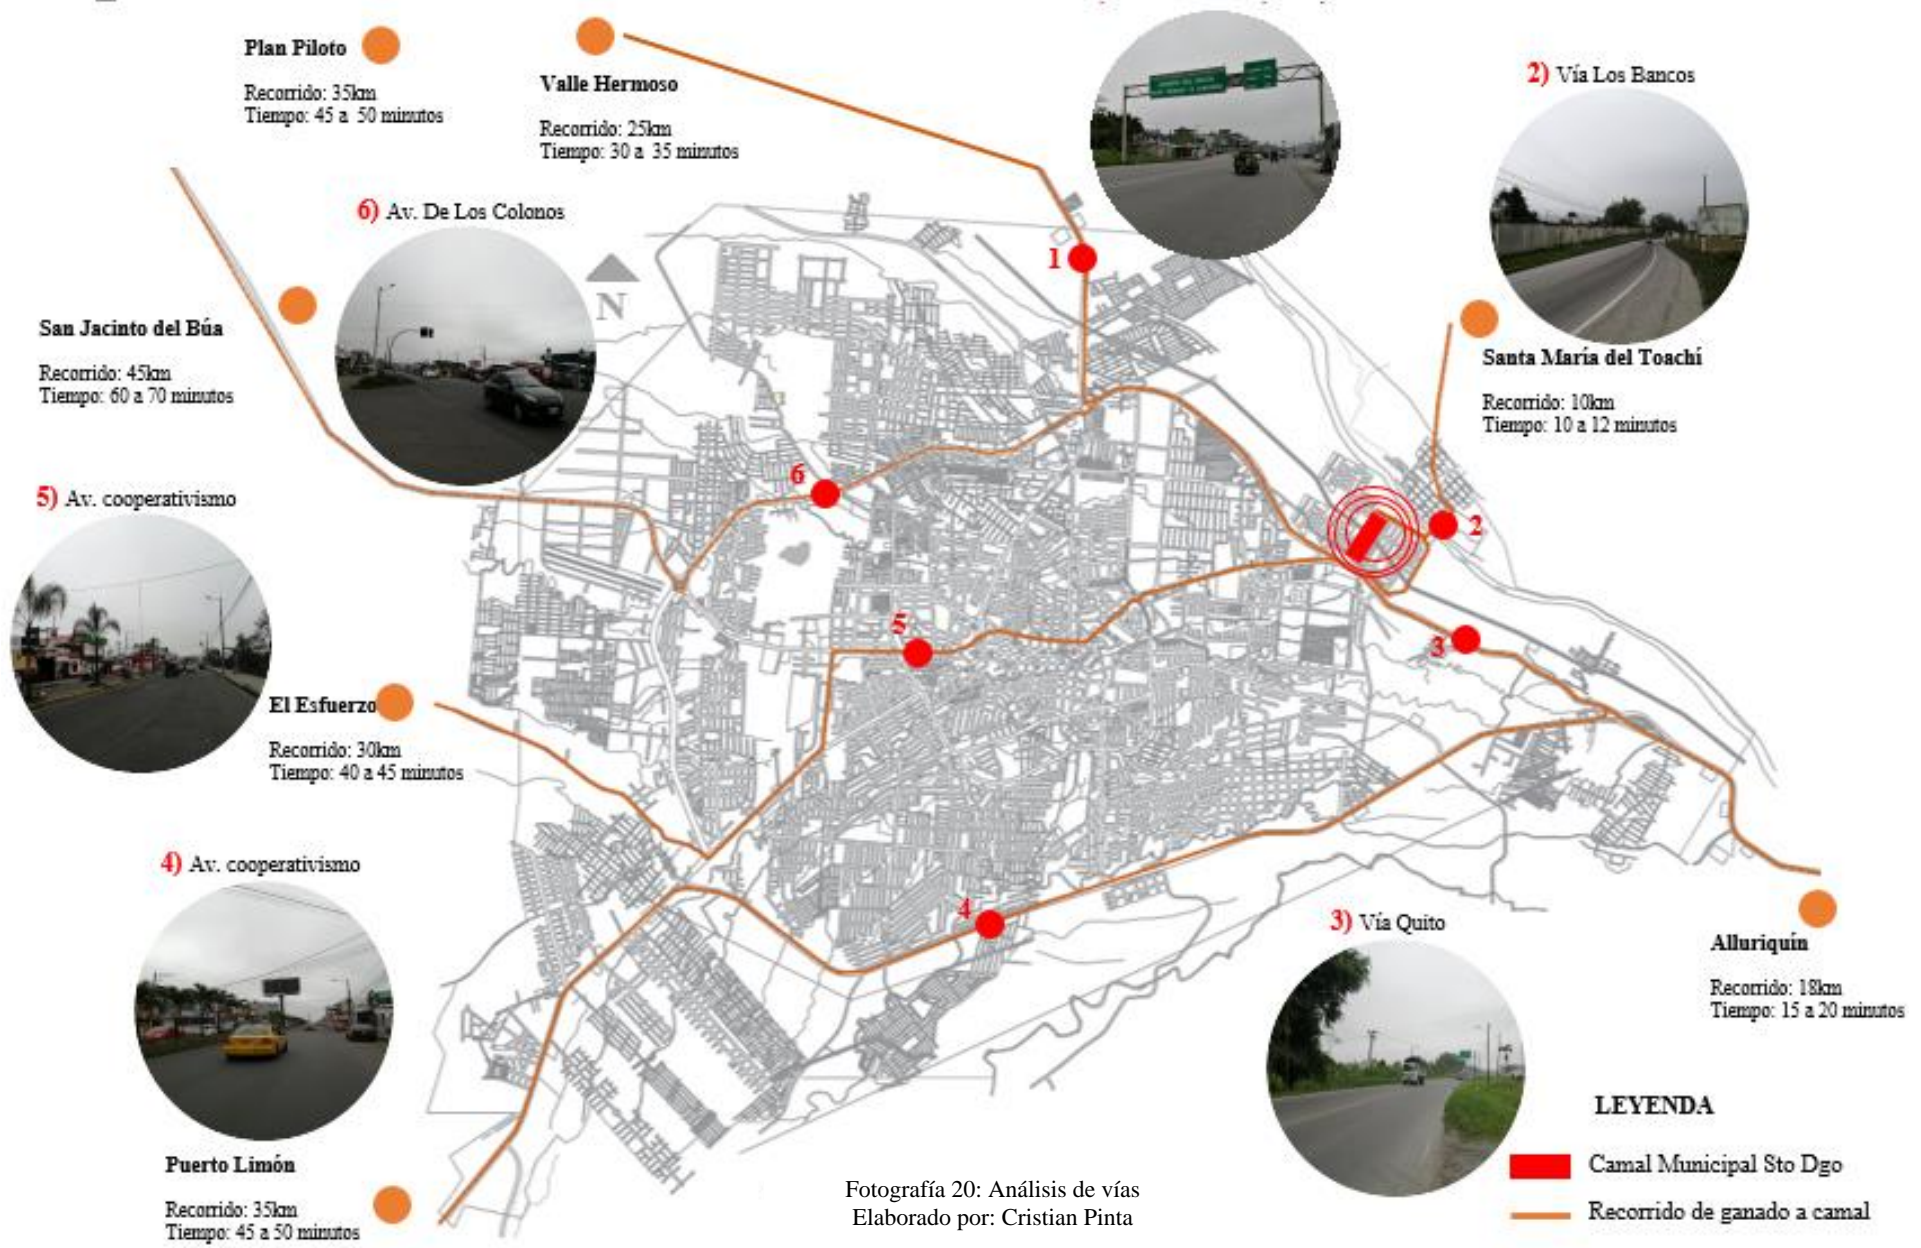 Plan Piloto
Recorrido: 35km
Tiempo: 45 a 50 minutos
Valle Hermoso
Recorrido: 25km
Tiempo: 30 a 35 minutos
2) Vía Los Bancos
6) Av. De Los Colonos
N
1
San Jacinto del Búa
Recorrido: 45km
Tiempo: 60 a 70 minutos
Santa María del Toachí
Recorrido: 10km
Tiempo: 10 a 12 minutos
6
5) Av. cooperativismo
2
5
3
El Esfuerzo
Recorrido: 30km
Tiempo: 40 a 45 minutos
4) Av. cooperativismo
4
3) Vía Quito
Alluriquín
Recorrido: 18km
Tiempo: 15 a 20 minutos
Puerto Limón
Recorrido: 35km
Tiempo: 45 a 50 minutos
LEYENDA
Camal Municipal Sto Dgo
Recorrido de ganado a camal
Fotografía 20: Análisis de vías
Elaborado por: Cristian Pinta